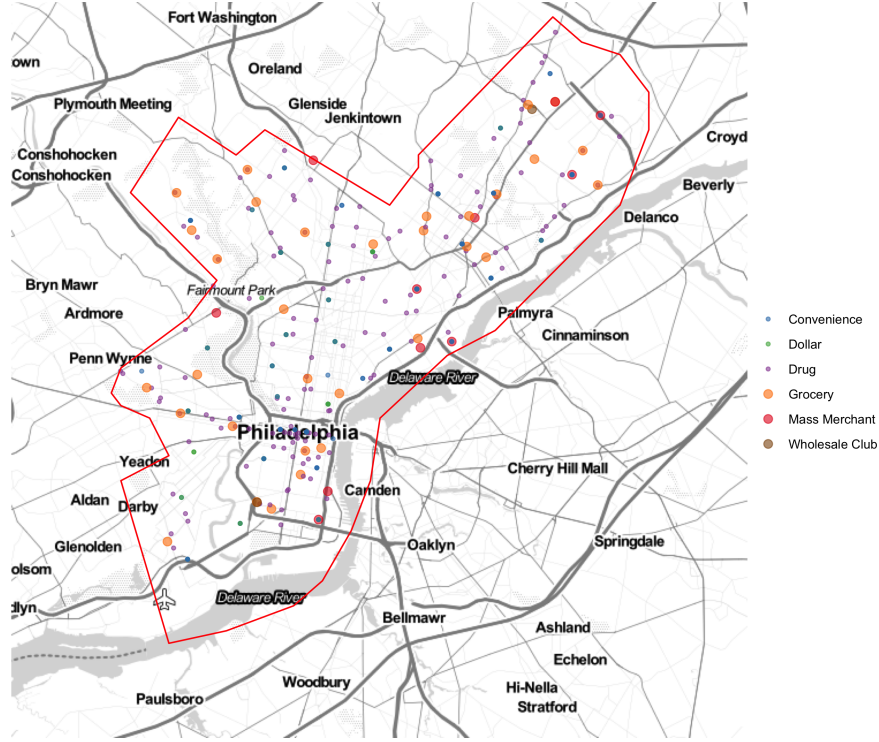 Fort Washington
own
Oreland
Plymouth Meeting
Glenside
Jenkintown
Croyd
Conshohocken
Conshohocken
Beverly
Delanco
Bryn Mawr
Fairmount Park
Ardmore
Palmyra
Convenience
Cinnaminson
Dollar
Penn Wynne
Drug
Delaware River
Grocery
Mass Merchant
Philadelphia
Wholesale Club
Yeadon
Cherry Hill Mall
Camden
Aldan
Darby
Glenolden
Oaklyn
Springdale
olsom
dlyn
Delaware River
Bellmawr
Ashland
Echelon
Woodbury
Hi-Nella
Paulsboro
Stratford